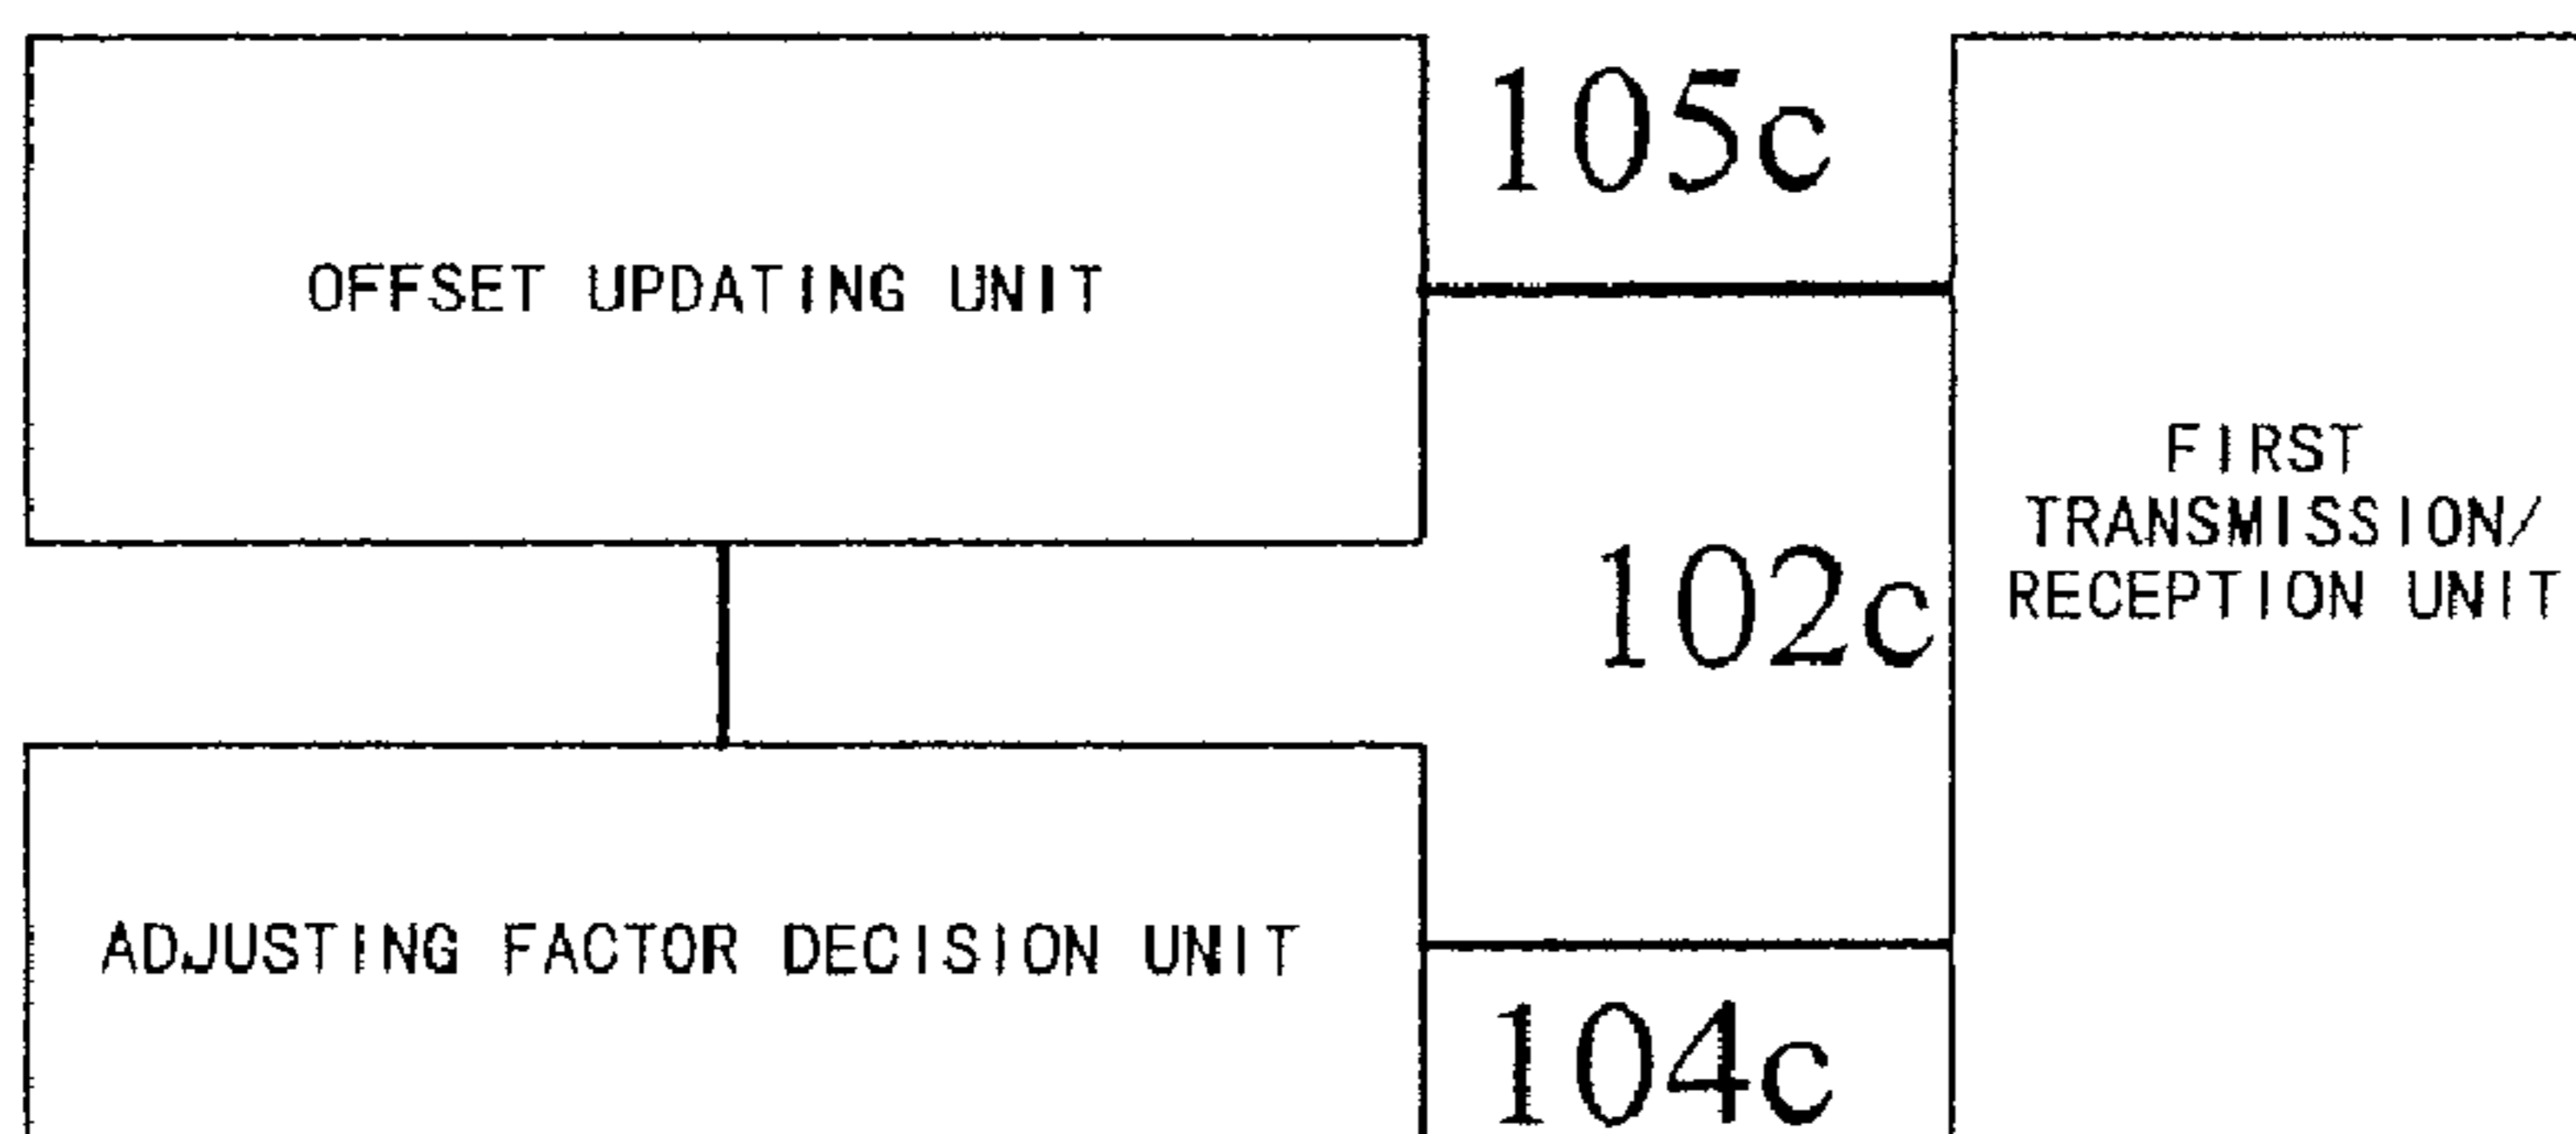 105c
OFFSET UPDATING UNIT
FIRST
TRANSMISSION/
RECEPTION UNIT
102c
ADJUSTING FACTOR DECISION UNIT
104c